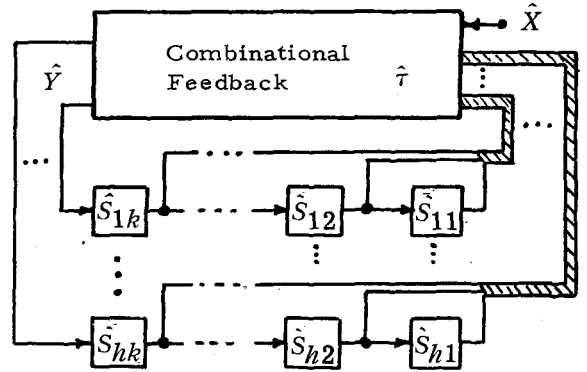 X̂
Combinational
Ŷ Feedback τ̂
Ŝ1k Ŝ12 Ŝ11
Ŝhk Ŝh2 Ŝh1